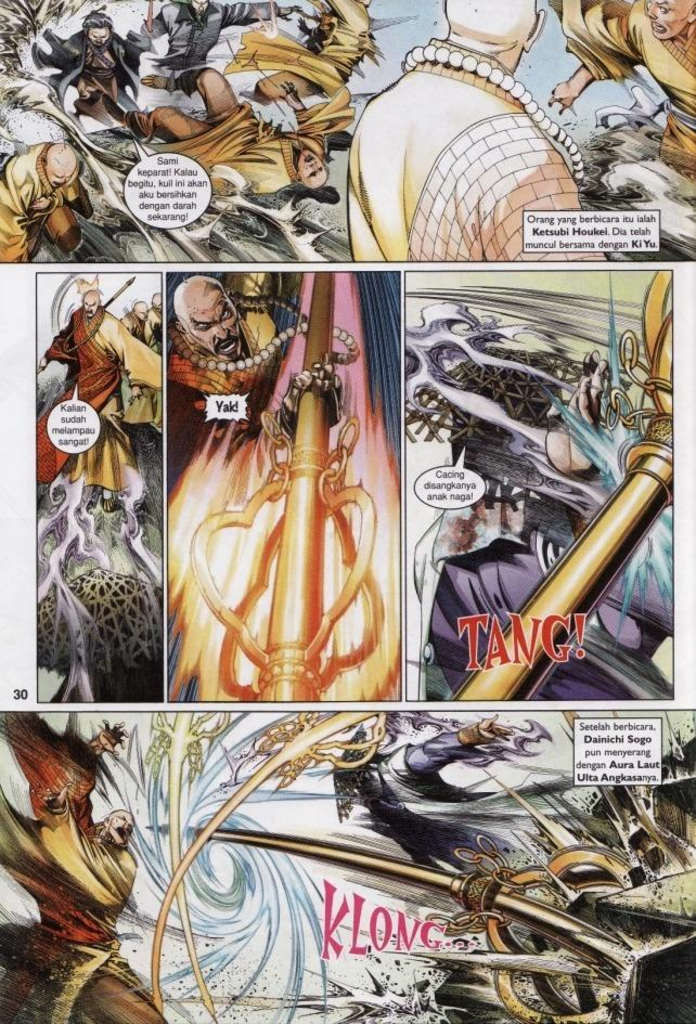 Sami
keparat! Kalau
begitu, kuil ini akan
aku bersihkan
dengan darah
sekarang!
Orang yang berbicara itu ialah
Ketsubi Houkei. Dia telah
muncul bersama dengan Ki Yu.
Kalian
sudah
melampau
sangat!
Yak!
Cacing
disangkanya
anak naga!
TANG!
30
Setelah berbicara,
Dainichi Sogo
pun menyerang
dengan Aura Laut
Ulta Angkasanya.
KLONG...